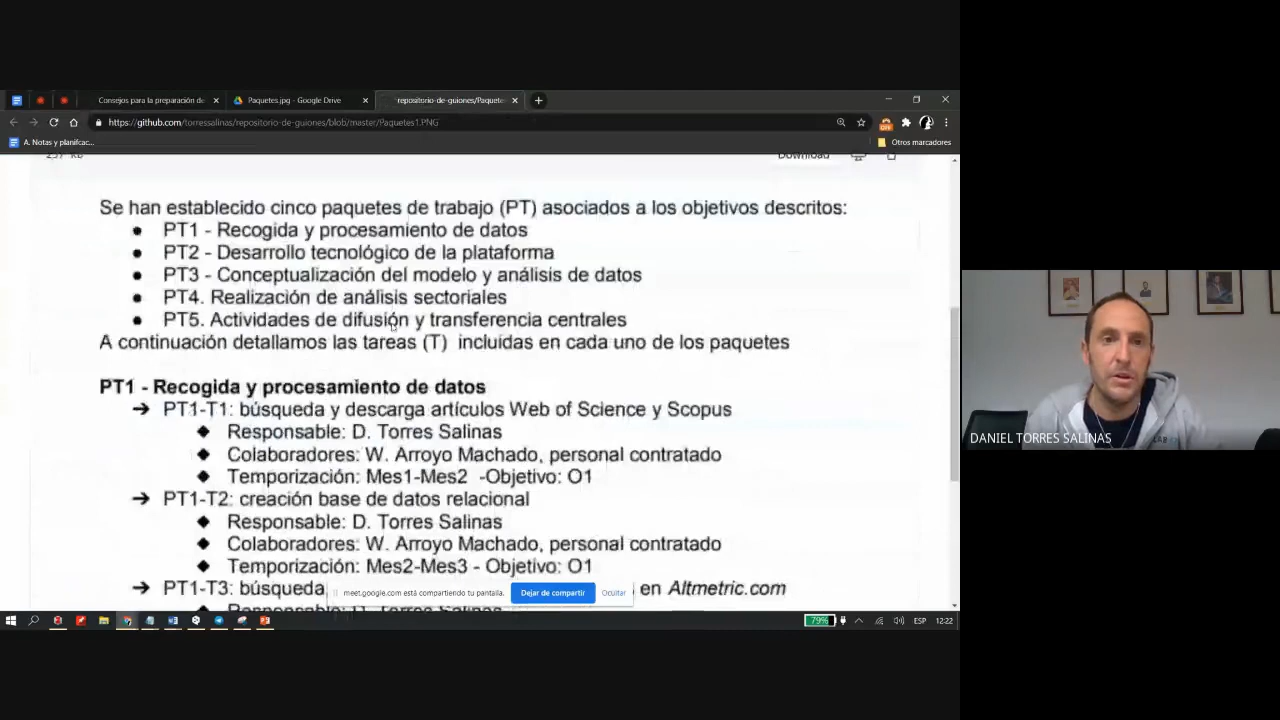 Consejos para la preparación de
Paquetes.jpg - Google Drive
repositorio-de-guiones/Paquete
https://github.com/torressalinas/repositorio-de-guiones/blob/master/Paquetes1.PNG
A. Notas y planifcac...
Otros marcadores
Download
Se han establecido cinco paquetes de trabajo (PT) asociados a los objetivos descritos:
● PT1 - Recogida y procesamiento de datos
● PT2 - Desarrollo tecnológico de la plataforma
● PT3 - Conceptualización del modelo y análisis de datos
● PT4. Realización de análisis sectoriales
● PT5. Actividades de difusión y transferencia centrales
A continuación detallamos las tareas (T) incluidas en cada uno de los paquetes
PT1 - Recogida y procesamiento de datos
➔ PT1-T1: búsqueda y descarga artículos Web of Science y Scopus
◆ Responsable: D. Torres Salinas
◆ Colaboradores: W. Arroyo Machado, personal contratado
◆ Temporización: Mes1-Mes2 -Objetivo: O1
➔ PT1-T2: creación base de datos relacional
◆ Responsable: D. Torres Salinas
◆ Colaboradores: W. Arroyo Machado, personal contratado
◆ Temporización: Mes2-Mes3 - Objetivo: O1
➔ PT1-T3: búsqueda, en Altmetric.com
meet.google.com está compartiendo tu pantalla. Dejar de compartir Ocultar
◆ Responsable: D. Torres Salinas
DANIEL TORRES SALINAS
LAB
79% ESP 12:22